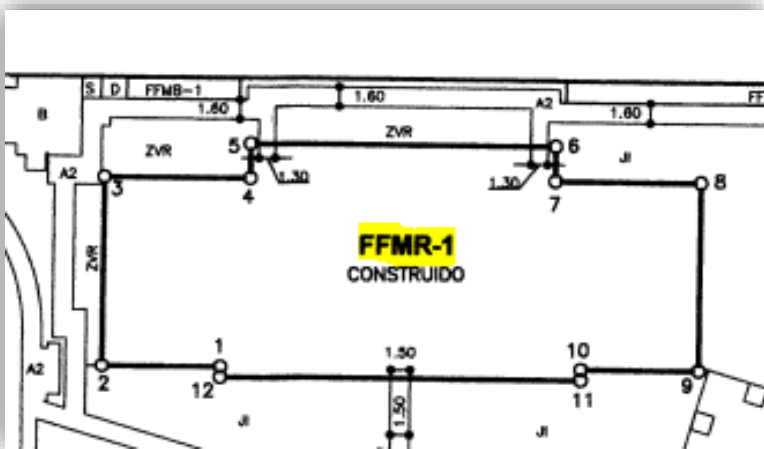 S D FFMB-1
B
1.60
1.60
A2
1.60
FF
ZVR
ZVR
5
6
JI
A2
3
4
1.30
1.30
7
8
ZVR
FFMR-1
CONSTRUIDO
1
1.50
10
A2
2
12
11
9
1.50
JI
JI